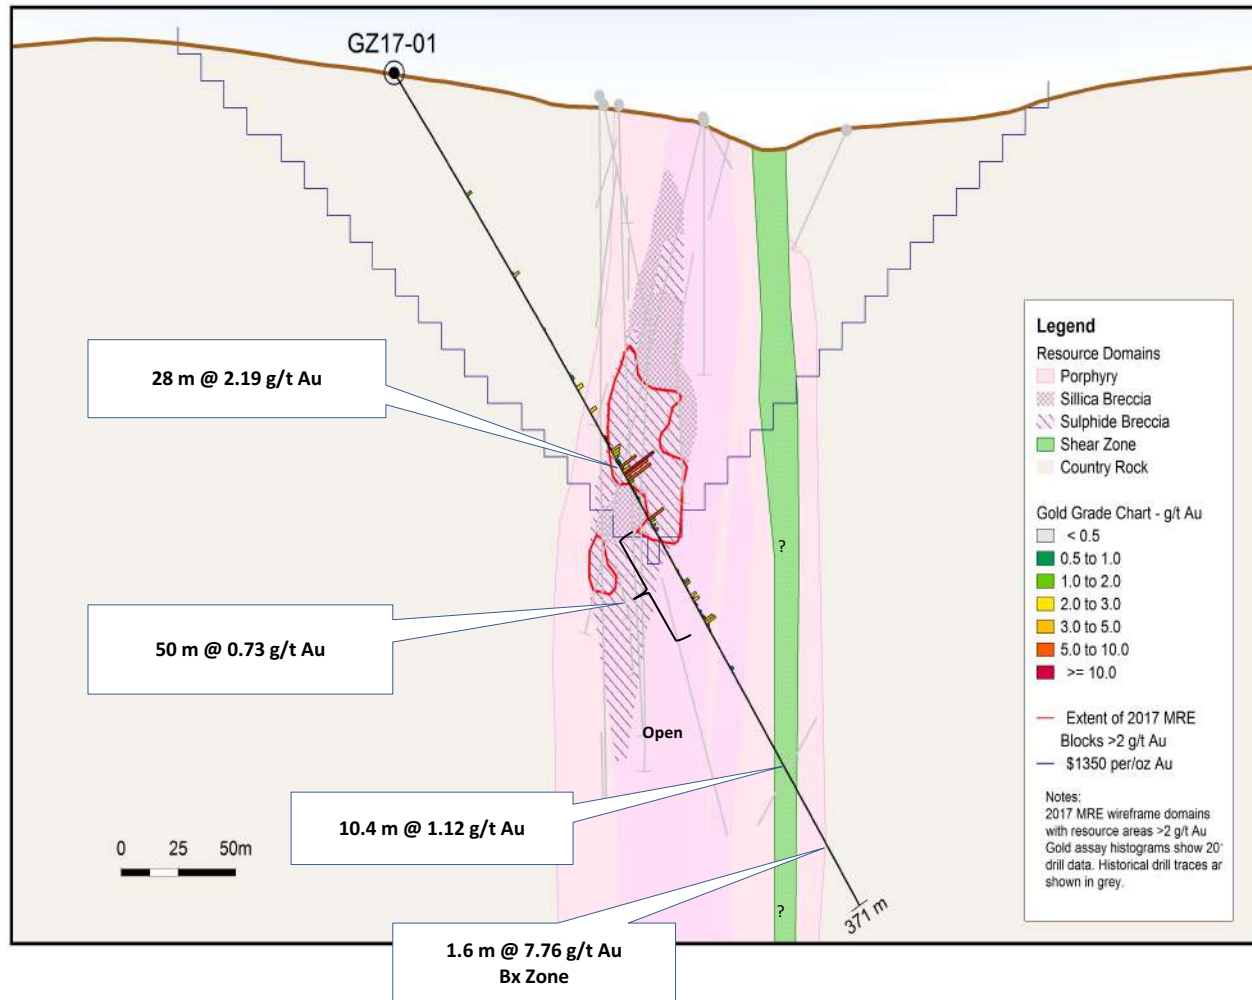 GZ17-01
28 m @ 2.19 g/t Au
50 m @ 0.73 g/t Au
Open
10.4 m @ 1.12 g/t Au
1.6 m @ 7.76 g/t Au
Bx Zone
371 m
?
?
0 25 50m
Legend
Resource Domains
Porphyry
Sillica Breccia
Sulphide Breccia
Shear Zone
Country Rock
Gold Grade Chart - g/t Au
< 0.5
0.5 to 1.0
1.0 to 2.0
2.0 to 3.0
3.0 to 5.0
5.0 to 10.0
>= 10.0
Extent of 2017 MRE
Blocks >2 g/t Au
$1350 per/oz Au
Notes:
2017 MRE wireframe domains
with resource areas >2 g/t Au
Gold assay histograms show 20
drill data. Historical drill traces ar
shown in grey.